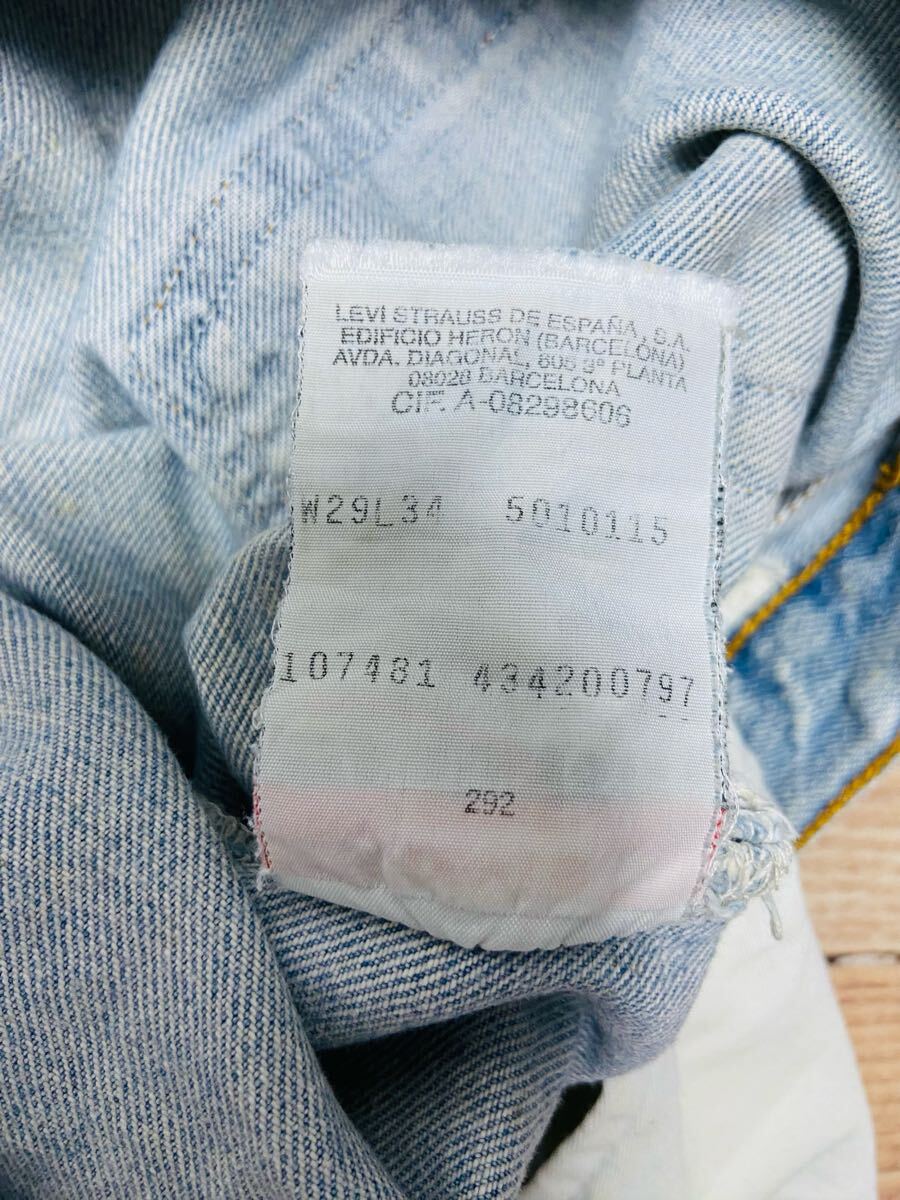 LEVI STRAUSS DE ESPAÑA, S.A.
EDIFICIO HERON (BARCELONA)
AVDA. DIAGONAL, 605 9ª PLANTA
08028 BARCELONA
CIF. A-08298606
W29L34 5010115
107481 434200797
292